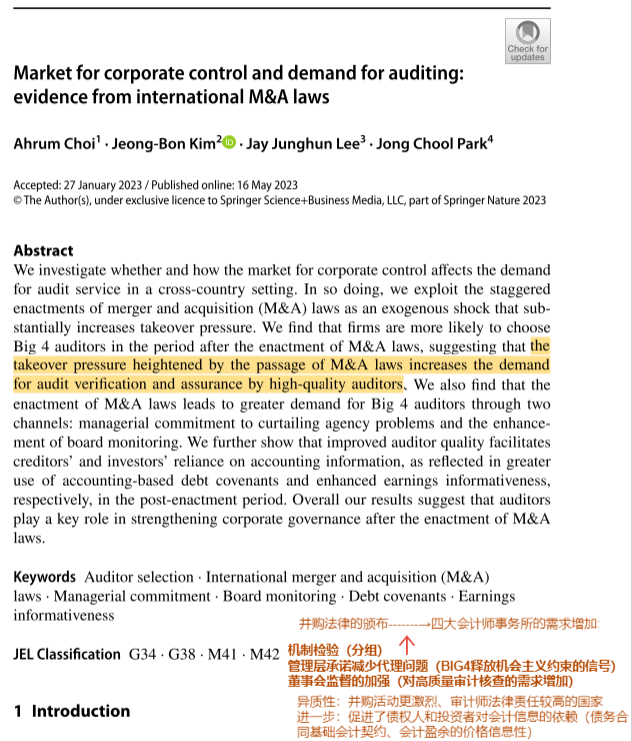 Check for
updates
Market for corporate control and demand for auditing:
evidence from international M&A laws
Ahrum Choi1 · Jeong-Bon Kim2 iD · Jay Junghun Lee3 · Jong Chool Park4
Accepted: 27 January 2023 / Published online: 16 May 2023
© The Author(s), under exclusive licence to Springer Science+Business Media, LLC, part of Springer Nature 2023
Abstract
We investigate whether and how the market for corporate control affects the demand
for audit service in a cross-country setting. In so doing, we exploit the staggered
enactments of merger and acquisition (M&A) laws as an exogenous shock that sub-
stantially increases takeover pressure. We find that firms are more likely to choose
Big 4 auditors in the period after the enactment of M&A laws, suggesting that the
takeover pressure heightened by the passage of M&A laws increases the demand
for audit verification and assurance by high-quality auditors. We also find that the
enactment of M&A laws leads to greater demand for Big 4 auditors through two
channels: managerial commitment to curtailing agency problems and the enhance-
ment of board monitoring. We further show that improved auditor quality facilitates
creditors' and investors' reliance on accounting information, as reflected in greater
use of accounting-based debt covenants and enhanced earnings informativeness,
respectively, in the post-enactment period. Overall our results suggest that auditors
play a key role in strengthening corporate governance after the enactment of M&A
laws.
Keywords Auditor selection · International merger and acquisition (M&A)
laws · Managerial commitment · Board monitoring · Debt covenants · Earnings
informativeness
并购法律的颁布--------→四大会计师事务所的需求增加:
JEL Classification G34 · G38 · M41 · M42
机制检验（分组）
管理层承诺减少代理问题（BIG4释放机会主义约束的信号）
董事会监督的加强（对高质量审计核查的需求增加）
异质性：并购活动更激烈、审计师法律责任较高的国家
1 Introduction
进一步：促进了债权人和投资者对会计信息的依赖（债务合
同基础会计契约、会计盈余的价格信息性）